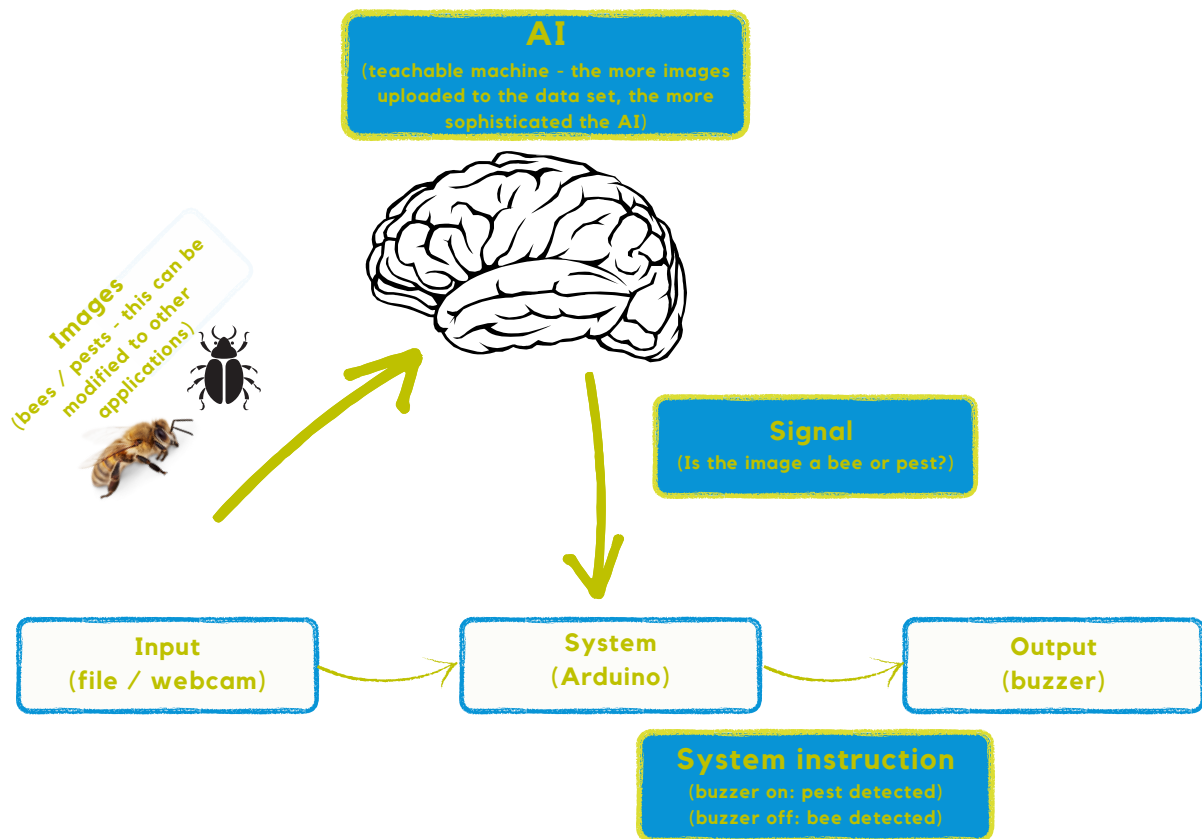 AI
(teachable machine - the more images
uploaded to the data set, the more
sophisticated the AI)
Images
(bees / pests - this can be
modified to other
applications)
Signal
(Is the image a bee or pest?)
Input
(file / webcam)
System
(Arduino)
Output
(buzzer)
System instruction
(buzzer on: pest detected)
(buzzer off: bee detected)